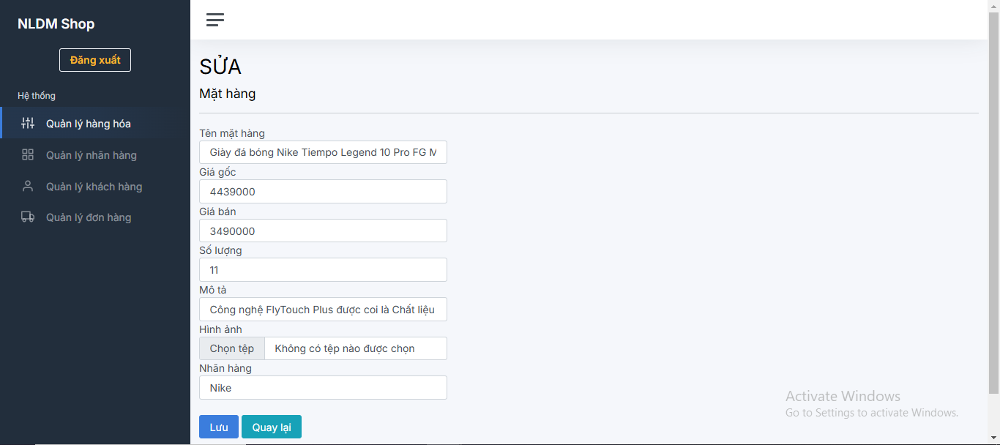 NLDM Shop
Đăng xuất
Hệ thống
Quản lý hàng hóa
Quản lý nhãn hàng
Quản lý khách hàng
Quản lý đơn hàng
SỬA
Mặt hàng
Tên mặt hàng
Giày đá bóng Nike Tiempo Legend 10 Pro FG
Giá gốc
4439000
Giá bán
3490000
Số lượng
11
Mô tả
Công nghệ FlyTouch Plus được coi là Chất liệu
Hình ảnh
Chọn tệp Không có tệp nào được chọn
Nhãn hàng
Nike
Lưu Quay lại
Activate Windows
Go to Settings to activate Windows.